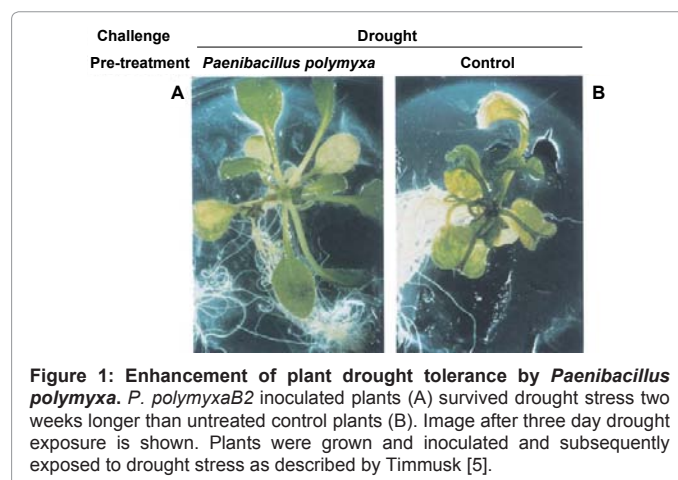 Challenge Drought
Pre-treatment Paenibacillus polymyxa Control
A B
Figure 1: Enhancement of plant drought tolerance by Paenibacillus
polymyxa. P. polymyxaB2 inoculated plants (A) survived drought stress two
weeks longer than untreated control plants (B). Image after three day drought
exposure is shown. Plants were grown and inoculated and subsequently
exposed to drought stress as described by Timmusk [5].